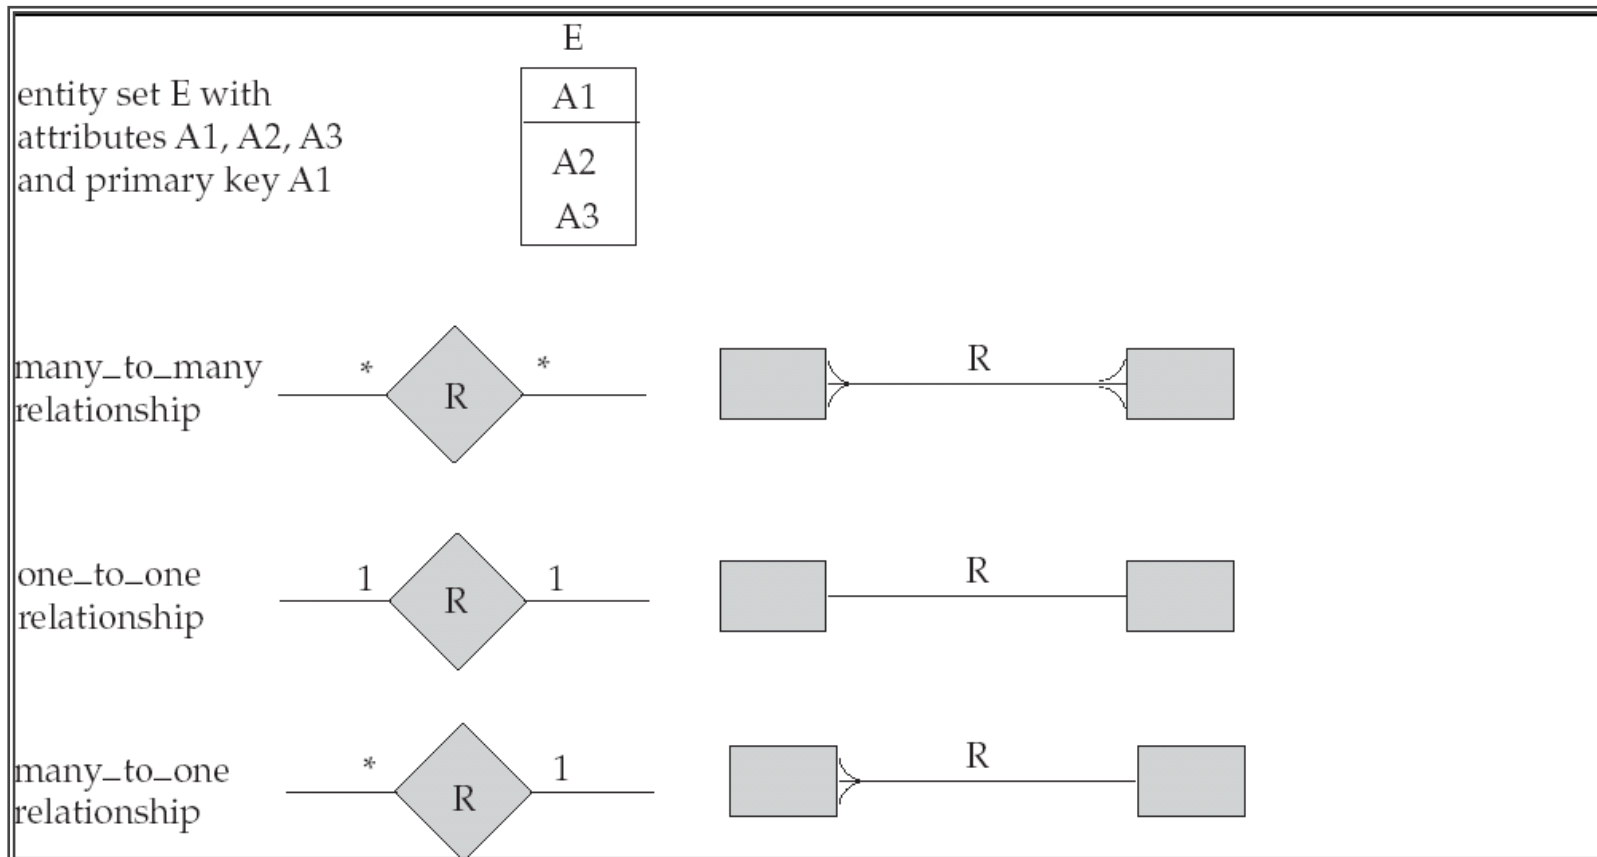 E
entity set E with
attributes A1, A2, A3
and primary key A1
A1
A2
A3
many_to_many
relationship
* R *
R
one_to_one
relationship
1 R 1
R
many_to_one
relationship
* R 1
R